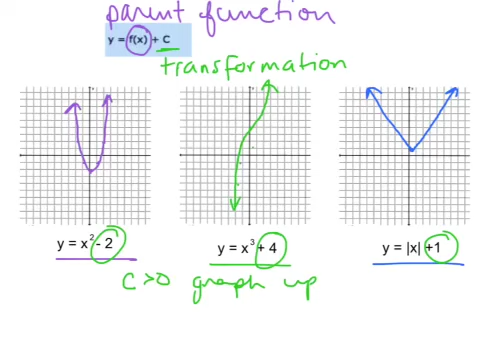 parent function
y = f(x) + C
transformation
y = x² - 2
y = x³ + 4
y = |x| +1
C>0 graph up